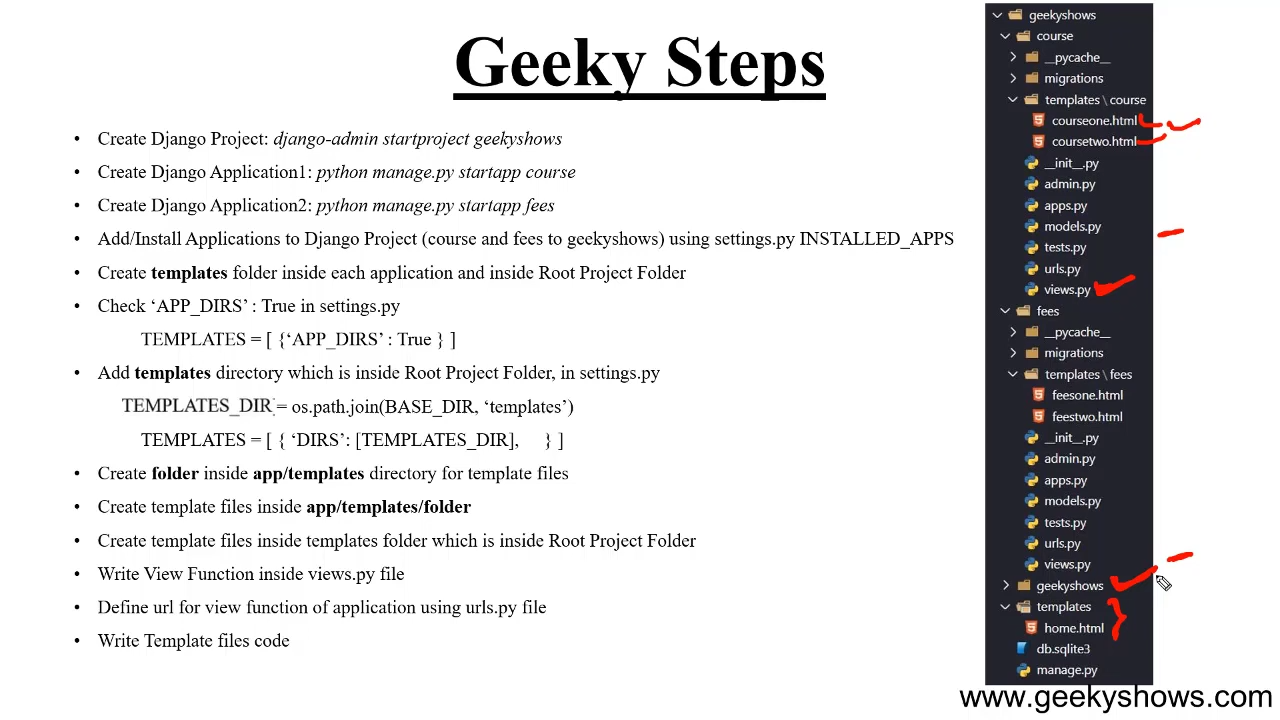 Geeky Steps
• Create Django Project: django-admin startproject geekyshows
• Create Django Application1: python manage.py startapp course
• Create Django Application2: python manage.py startapp fees
• Add/Install Applications to Django Project (course and fees to geekyshows) using settings.py INSTALLED_APPS
• Create templates folder inside each application and inside Root Project Folder
• Check ‘APP_DIRS’ : True in settings.py
TEMPLATES = [ {‘APP_DIRS’ : True } ]
• Add templates directory which is inside Root Project Folder, in settings.py
TEMPLATES_DIR = os.path.join(BASE_DIR, ‘templates’)
TEMPLATES = [ { ‘DIRS’: [TEMPLATES_DIR], } ]
• Create folder inside app/templates directory for template files
• Create template files inside app/templates/folder
• Create template files inside templates folder which is inside Root Project Folder
• Write View Function inside views.py file
• Define url for view function of application using urls.py file
• Write Template files code
geekyshows
course
__pycache__
migrations
templates \ course
courseone.html
coursetwo.html
__init__.py
admin.py
apps.py
models.py
tests.py
urls.py
views.py
fees
__pycache__
migrations
templates \ fees
feesone.html
feestwo.html
__init__.py
admin.py
apps.py
models.py
tests.py
urls.py
views.py
geekyshows
templates
home.html
db.sqlite3
manage.py
www.geekyshows.com